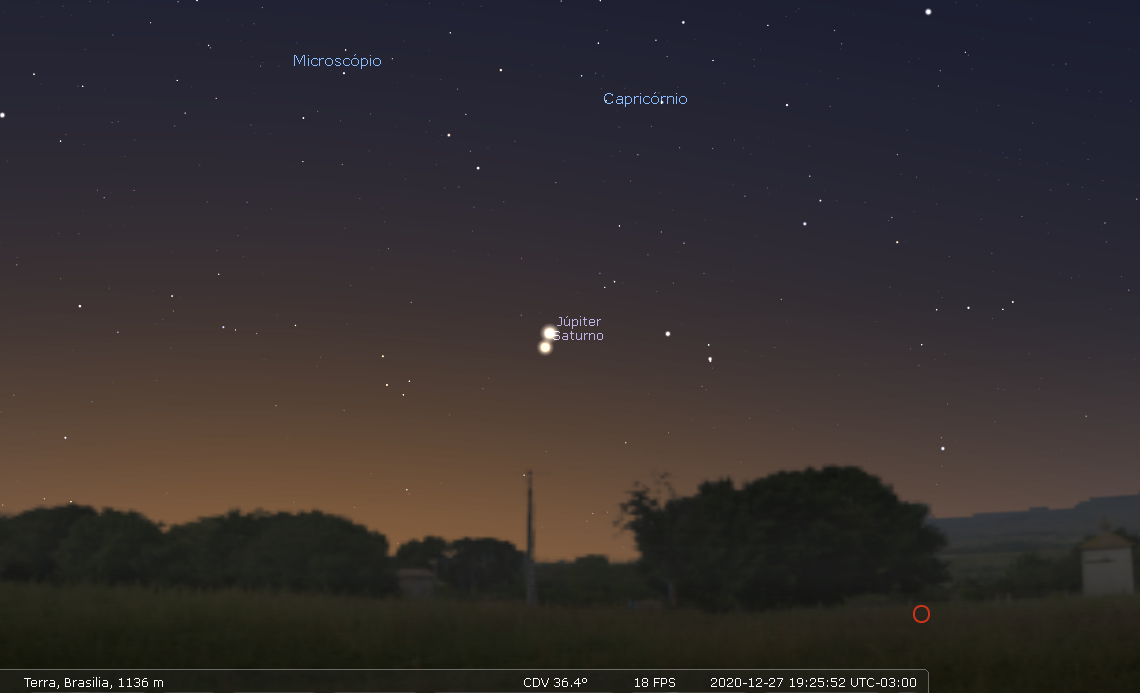 Microscópio
Capricórnio
Júpiter
Saturno
Terra, Brasilia, 1136 m CDV 36.4° 18 FPS 2020-12-27 19:25:52 UTC-03:00